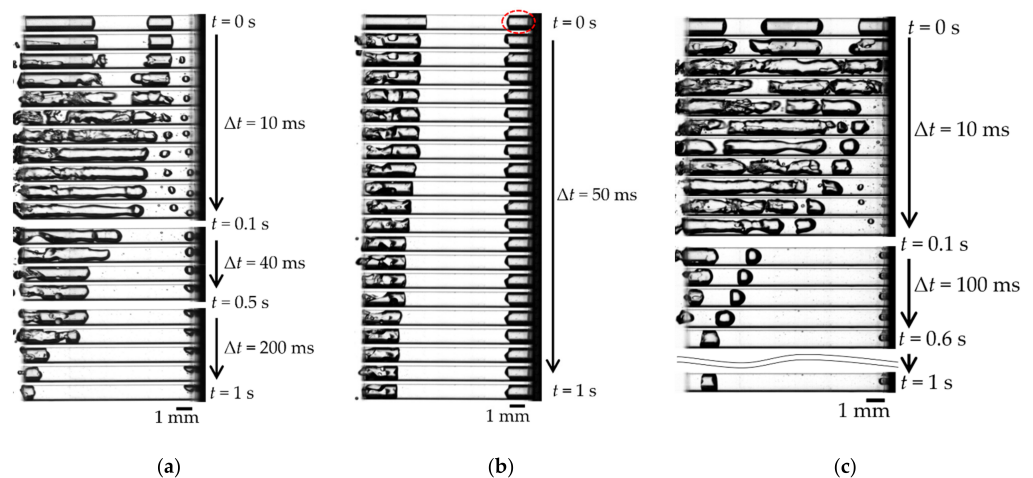 t = 0 s
Δt = 10 ms
t = 0.1 s
Δt = 40 ms
t = 0.5 s
Δt = 200 ms
t = 1 s
1 mm
(a)
t = 0 s
Δt = 50 ms
t = 1 s
1 mm
(b)
t = 0 s
Δt = 10 ms
t = 0.1 s
Δt = 100 ms
t = 0.6 s
t = 1 s
1 mm
(c)